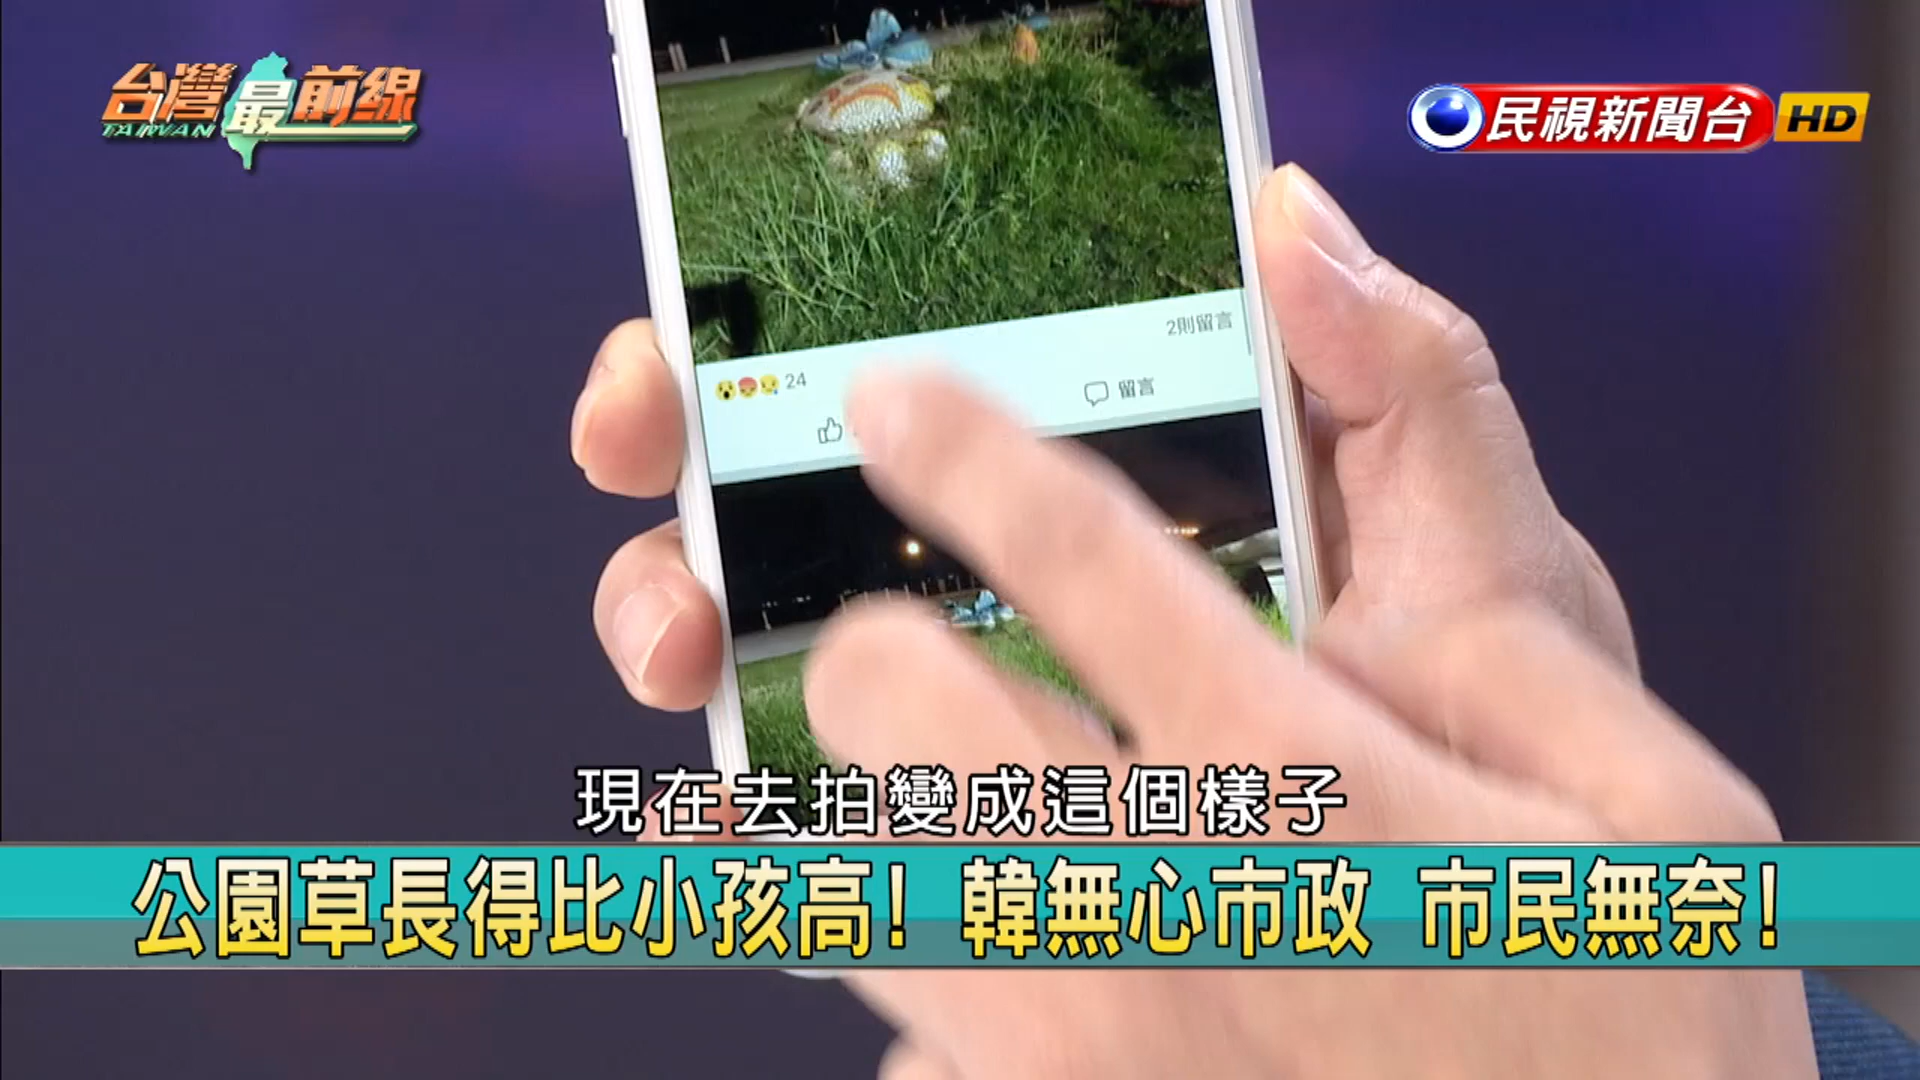 台灣最前線
TAIWAN
民視新聞台 HD
2則留言
24
留言
現在去拍變成這個樣子
公園草長得比小孩高! 韓無心市政 市民無奈!